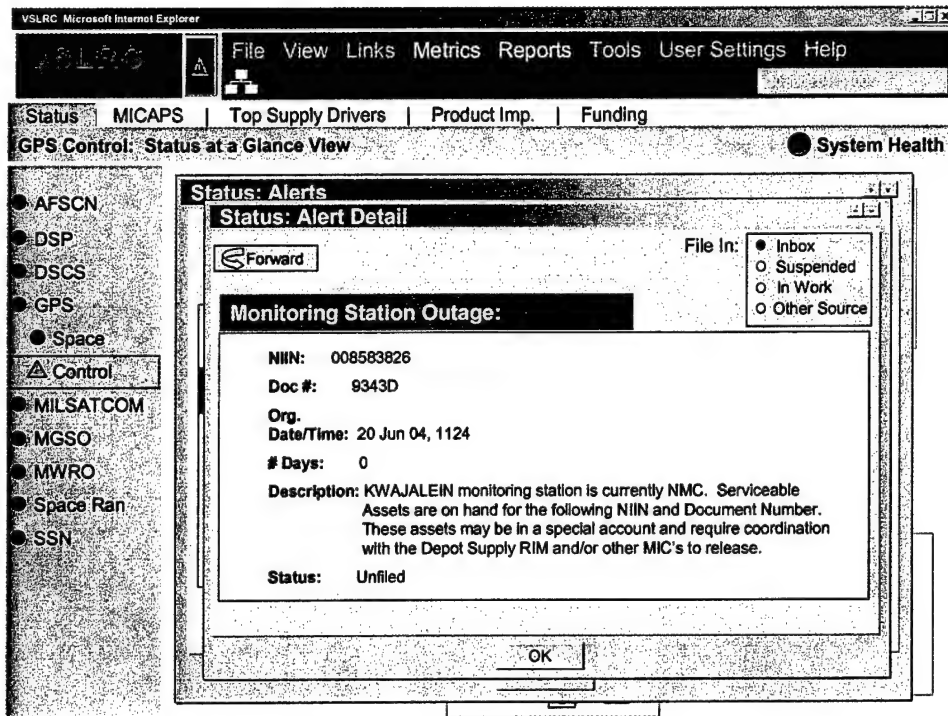 VSLRC Microsoft Internet Explorer
VSLRC
File View Links Metrics Reports Tools User Settings Help
Status MICAPS | Top Supply Drivers | Product Imp. | Funding
GPS Control: Status at a Glance View System Health
AFSCN
DSP
DSCS
GPS
Space
Control
MILSATCOM
MGSO
MWRO
Space Ran
SSN
Status: Alerts
Status: Alert Detail
Forward
File In:
Inbox
Suspended
In Work
Other Source
Monitoring Station Outage:
NIIN: 008583826
Doc #: 9343D
Org.
Date/Time: 20 Jun 04, 1124
# Days: 0
Description: KWAJALEIN monitoring station is currently NMC. Serviceable
Assets are on hand for the following NIIN and Document Number.
These assets may be in a special account and require coordination
with the Depot Supply RIM and/or other MIC's to release.
Status: Unfiled
OK